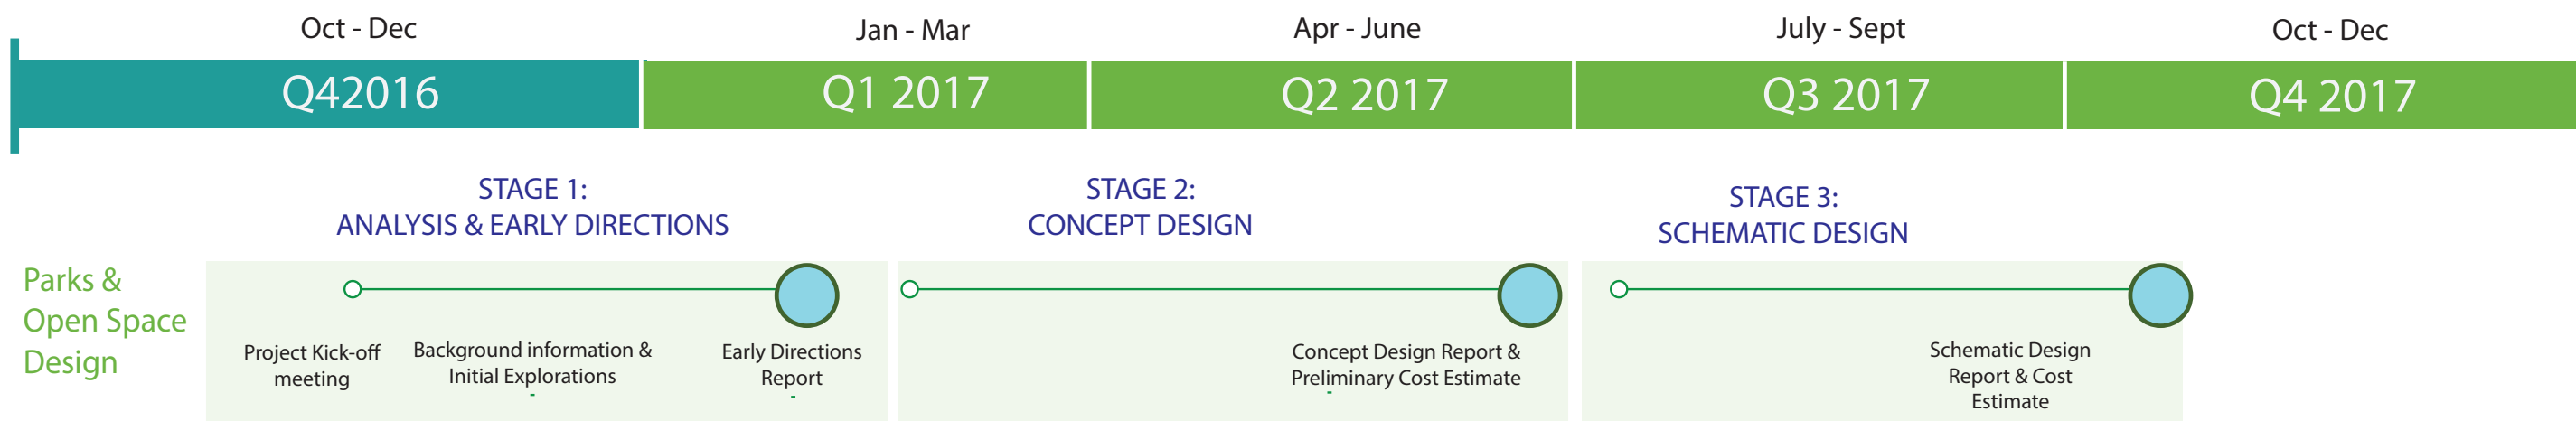 Oct - Dec
Jan - Mar
Apr - June
July - Sept
Oct - Dec
Q42016
Q1 2017
Q2 2017
Q3 2017
Q4 2017
STAGE 1:
ANALYSIS & EARLY DIRECTIONS
STAGE 2:
CONCEPT DESIGN
STAGE 3:
SCHEMATIC DESIGN
Parks &
Open Space
Design
Project Kick-off
meeting
Background information &
Initial Explorations
Early Directions
Report
Concept Design Report &
Preliminary Cost Estimate
Schematic Design
Report & Cost
Estimate